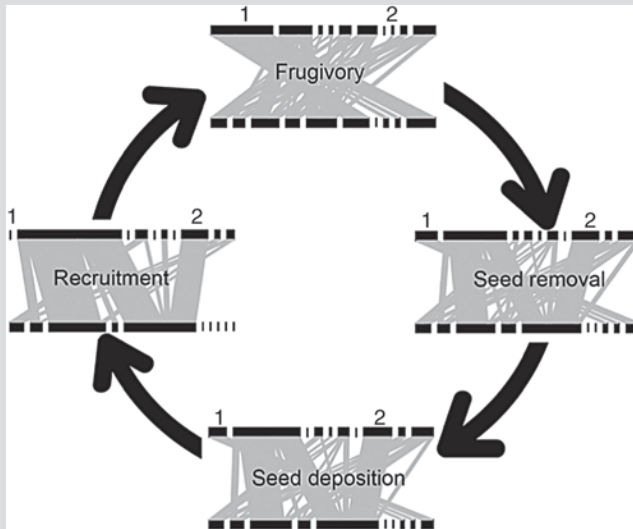 1 2
Frugivory
1 2
Recruitment
1 2
Seed removal
1 2
Seed deposition